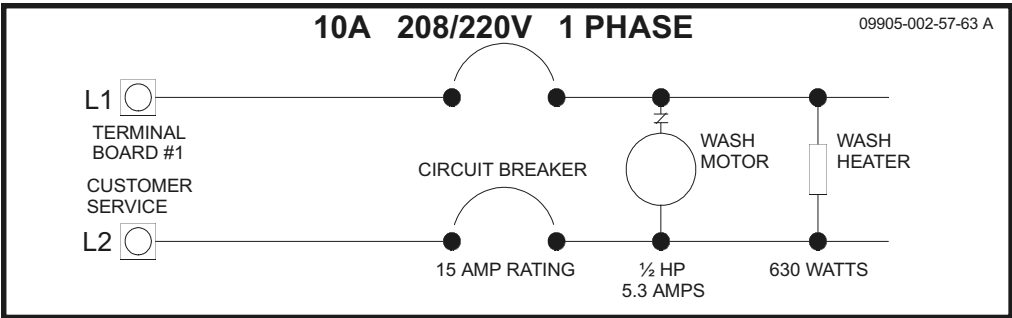 10A 208/220V 1 PHASE
09905-002-57-63 A
L1
TERMINAL
BOARD #1
CUSTOMER
SERVICE
L2
CIRCUIT BREAKER
15 AMP RATING
WASH
MOTOR
½ HP
5.3 AMPS
WASH
HEATER
630 WATTS